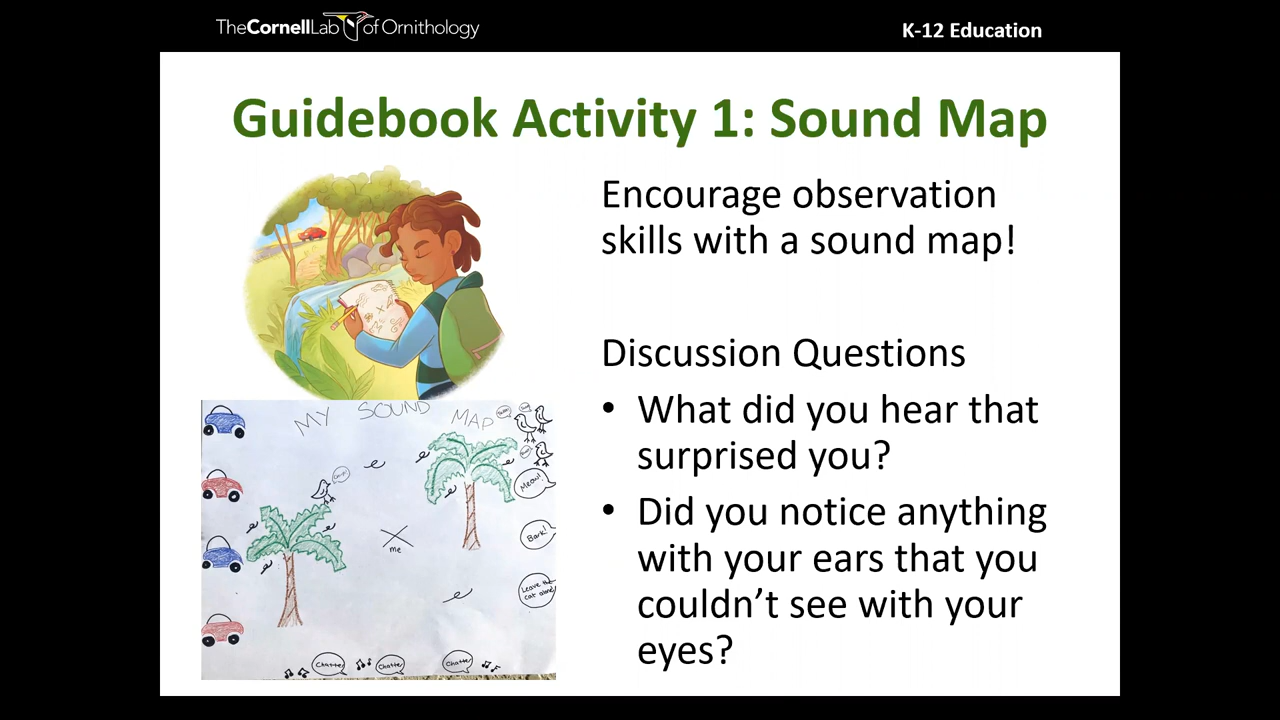 TheCornellLab of Ornithology
K-12 Education
Guidebook Activity 1: Sound Map
Encourage observation
skills with a sound map!
Discussion Questions
• What did you hear that
surprised you?
• Did you notice anything
with your ears that you
couldn't see with your
eyes?
MY SOUND MAP
Meow!
Bark!
me
Leave the
cat alone
Chatter
Chatter
Chatter